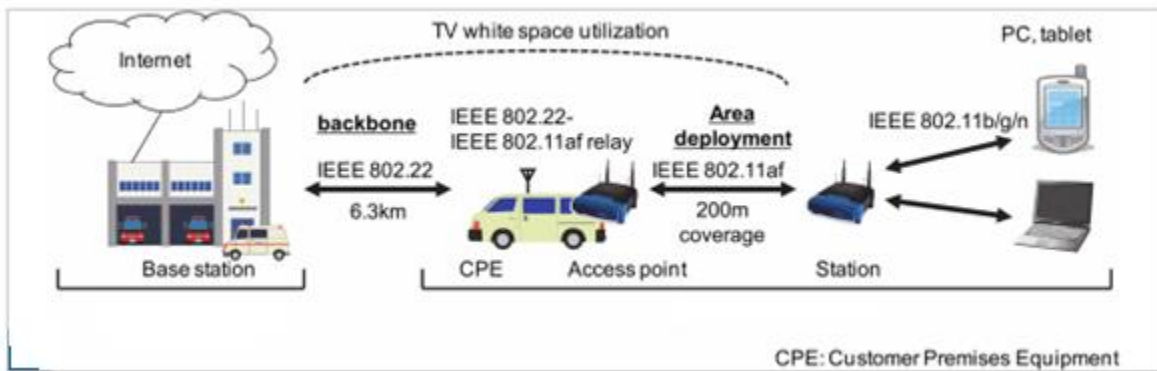 TV white space utilization
PC, tablet
Internet
backbone
IEEE 802.22
6.3km
IEEE 802.22-
IEEE 802.11af relay
Area
deployment
IEEE 802.11af
200m
coverage
IEEE 802.11b/g/n
Base station
CPE
Access point
Station
CPE: Customer Premises Equipment